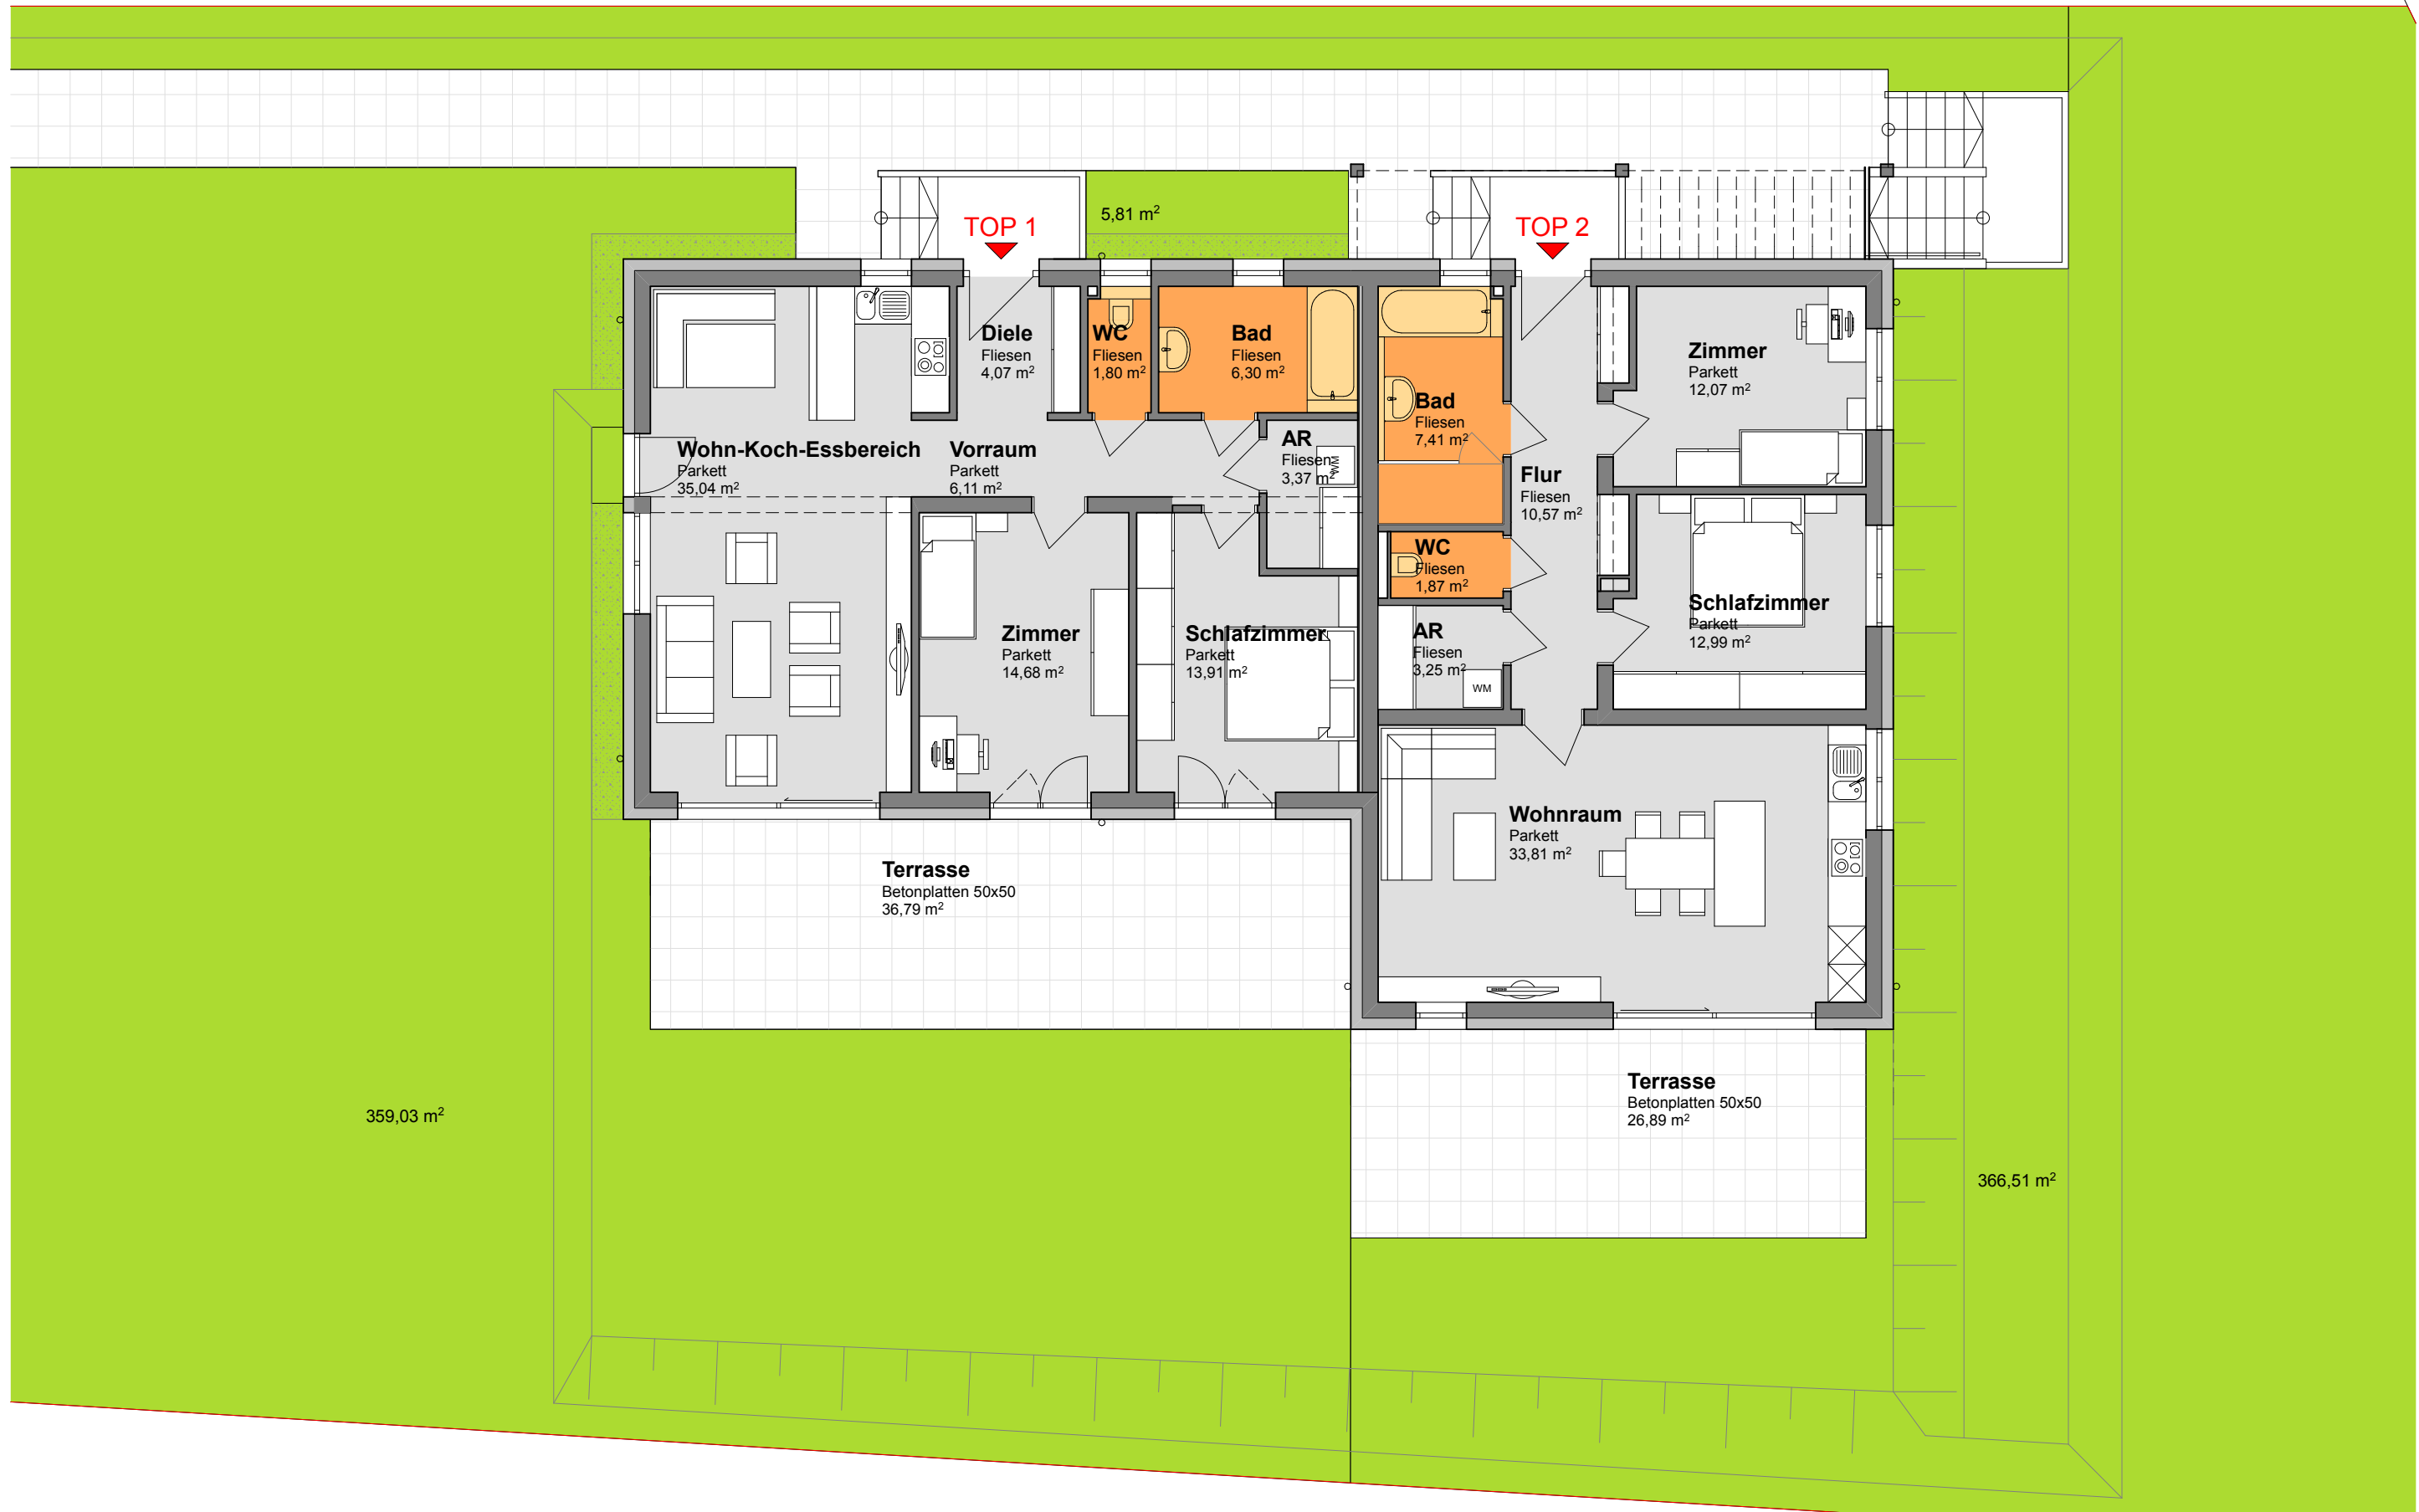 5,81 m²
TOP 1
TOP 2
Diele
Fliesen
4,07 m²
WC
Fliesen
1,80 m²
Bad
Fliesen
6,30 m²
Zimmer
Parkett
12,07 m²
Bad
Fliesen
7,41 m²
Wohn-Koch-Essbereich
Parkett
35,04 m²
Vorraum
Parkett
6,11 m²
AR
Fliesen
3,37 m²
WM
Flur
Fliesen
10,57 m²
WC
Fliesen
1,87 m²
Schlafzimmer
Parkett
12,99 m²
Zimmer
Parkett
14,68 m²
Schlafzimmer
Parkett
13,91 m²
AR
Fliesen
3,25 m²
WM
Wohnraum
Parkett
33,81 m²
Terrasse
Betonplatten 50x50
36,79 m²
Terrasse
Betonplatten 50x50
26,89 m²
359,03 m²
366,51 m²